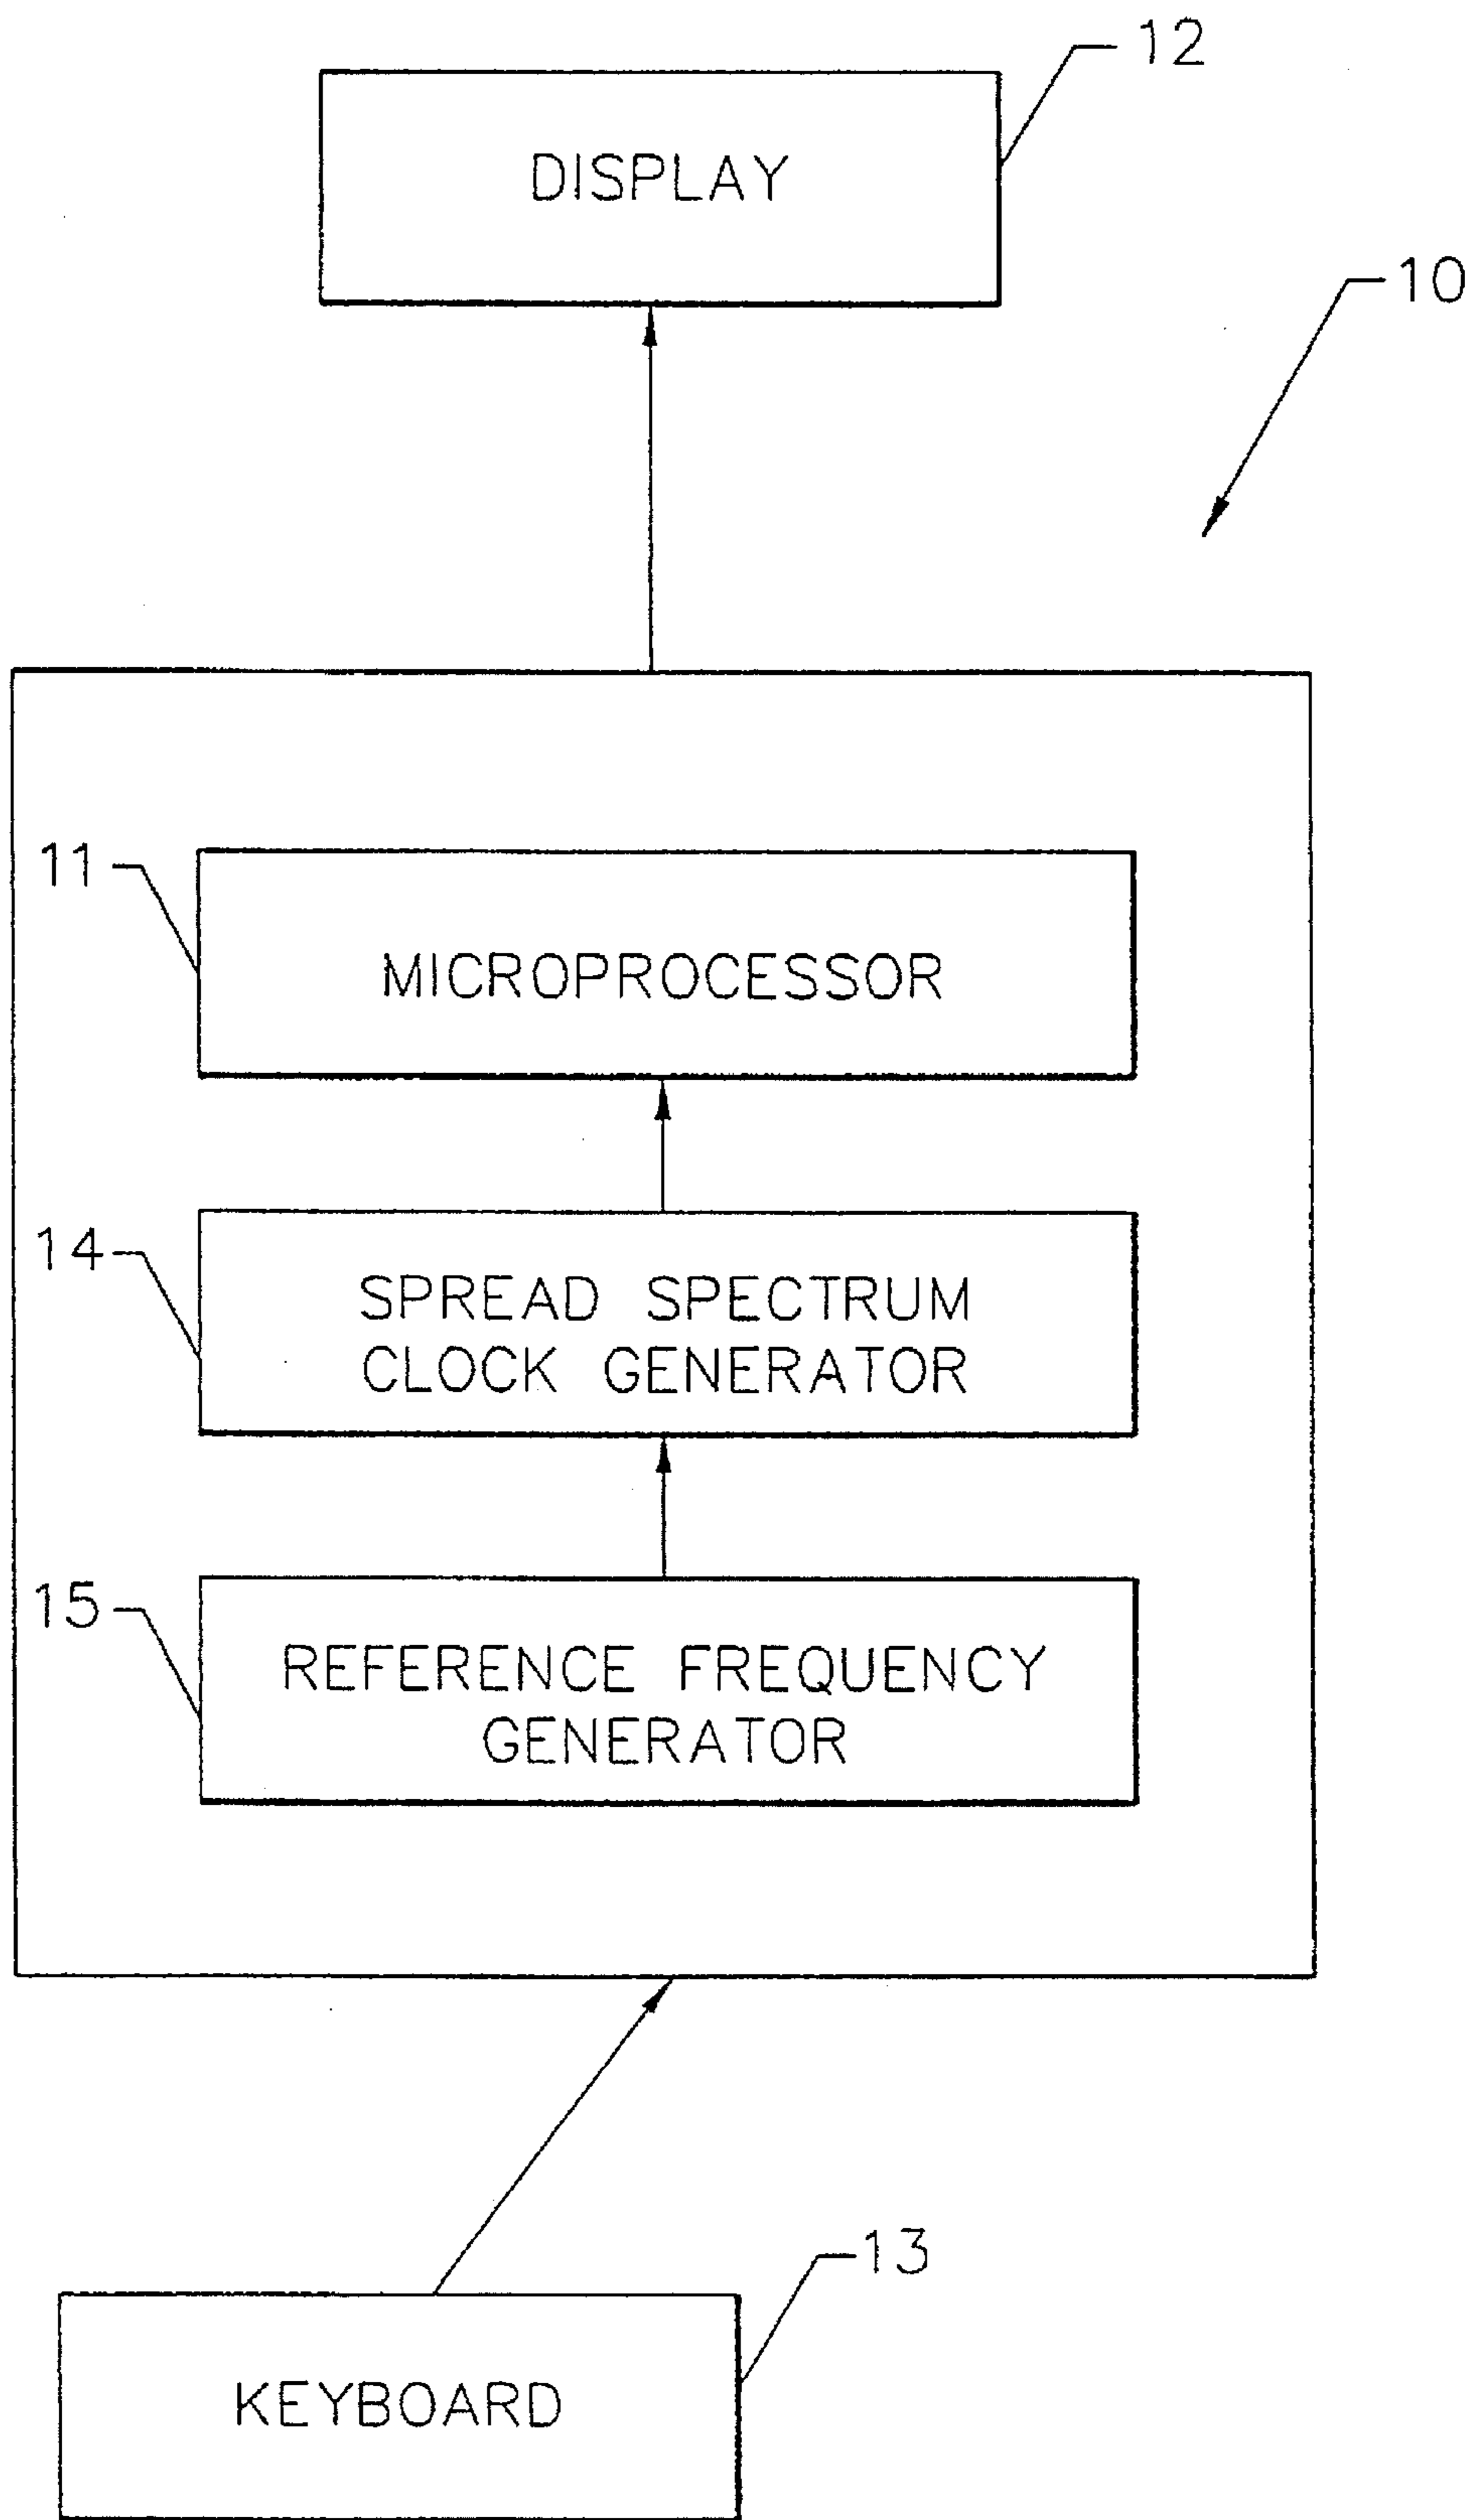 12
DISPLAY
10
11
MICROPROCESSOR
14
SPREAD SPECTRUM
CLOCK GENERATOR
15
REFERENCE FREQUENCY
GENERATOR
13
KEYBOARD